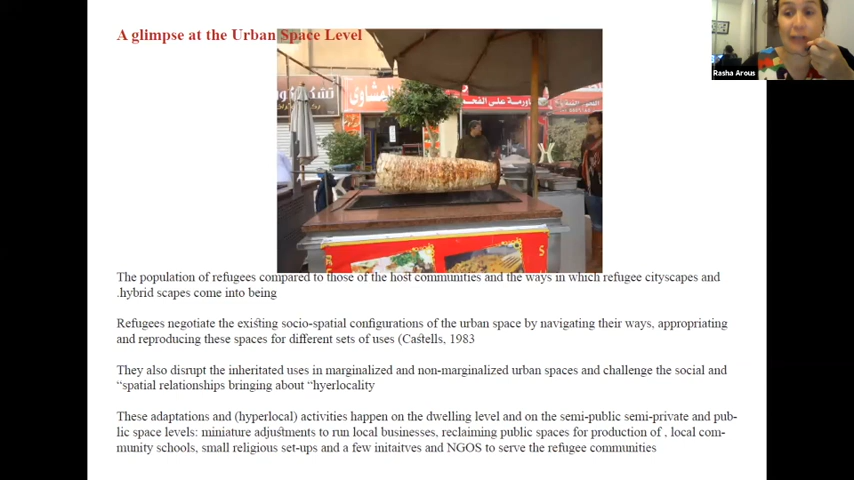 A glimpse at the Urban Space Level
Rasha Arous
المشاوي
ورمة على الفحم
The population of refugees compared to those of the host communities and the ways in which refugee cityscapes and
.hybrid scapes come into being
Refugees negotiate the existing socio-spatial configurations of the urban space by navigating their ways, appropriating
and reproducing these spaces for different sets of uses (Castells, 1983
They also disrupt the inheritated uses in marginalized and non-marginalized urban spaces and challenge the social and
“spatial relationships bringing about “hyerlocality
These adaptations and (hyperlocal) activities happen on the dwelling level and on the semi-public semi-private and pub-
lic space levels: miniature adjustments to run local businesses, reclaiming public spaces for production of , local com-
munity schools, small religious set-ups and a few initaitves and NGOS to serve the refugee communities